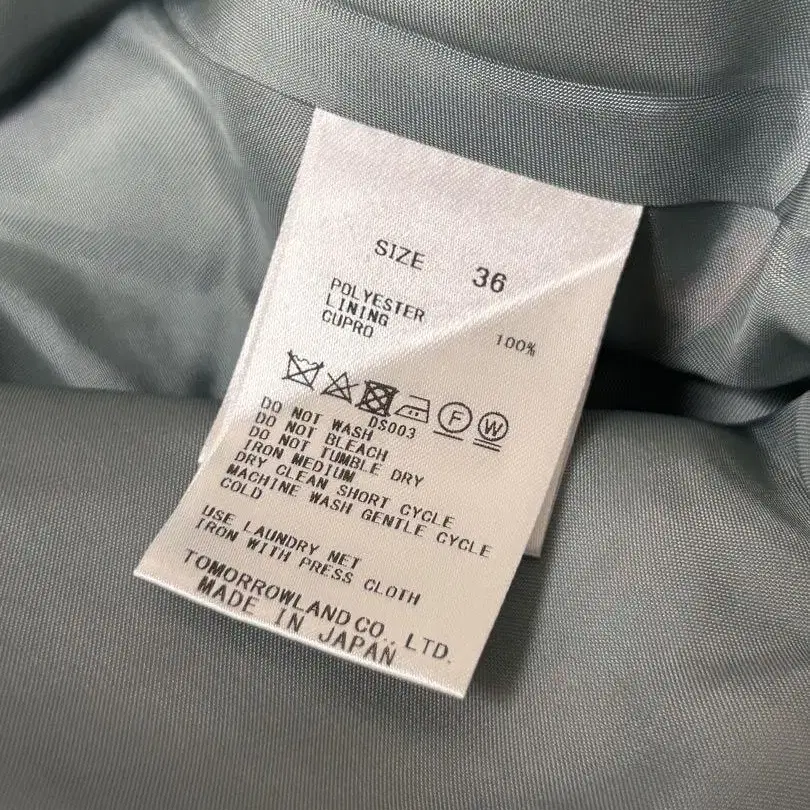 SIZE 36
POLYESTER
LINING
CUPRO 100%
F W
DS003
DO NOT WASH
DO NOT BLEACH
DO NOT TUMBLE DRY
IRON MEDIUM
DRY CLEAN SHORT CYCLE
MACHINE WASH GENTLE CYCLE
COLD
USE LAUNDRY NET
IRON WITH PRESS CLOTH
TOMORROWLAND CO., LTD.
MADE IN JAPAN